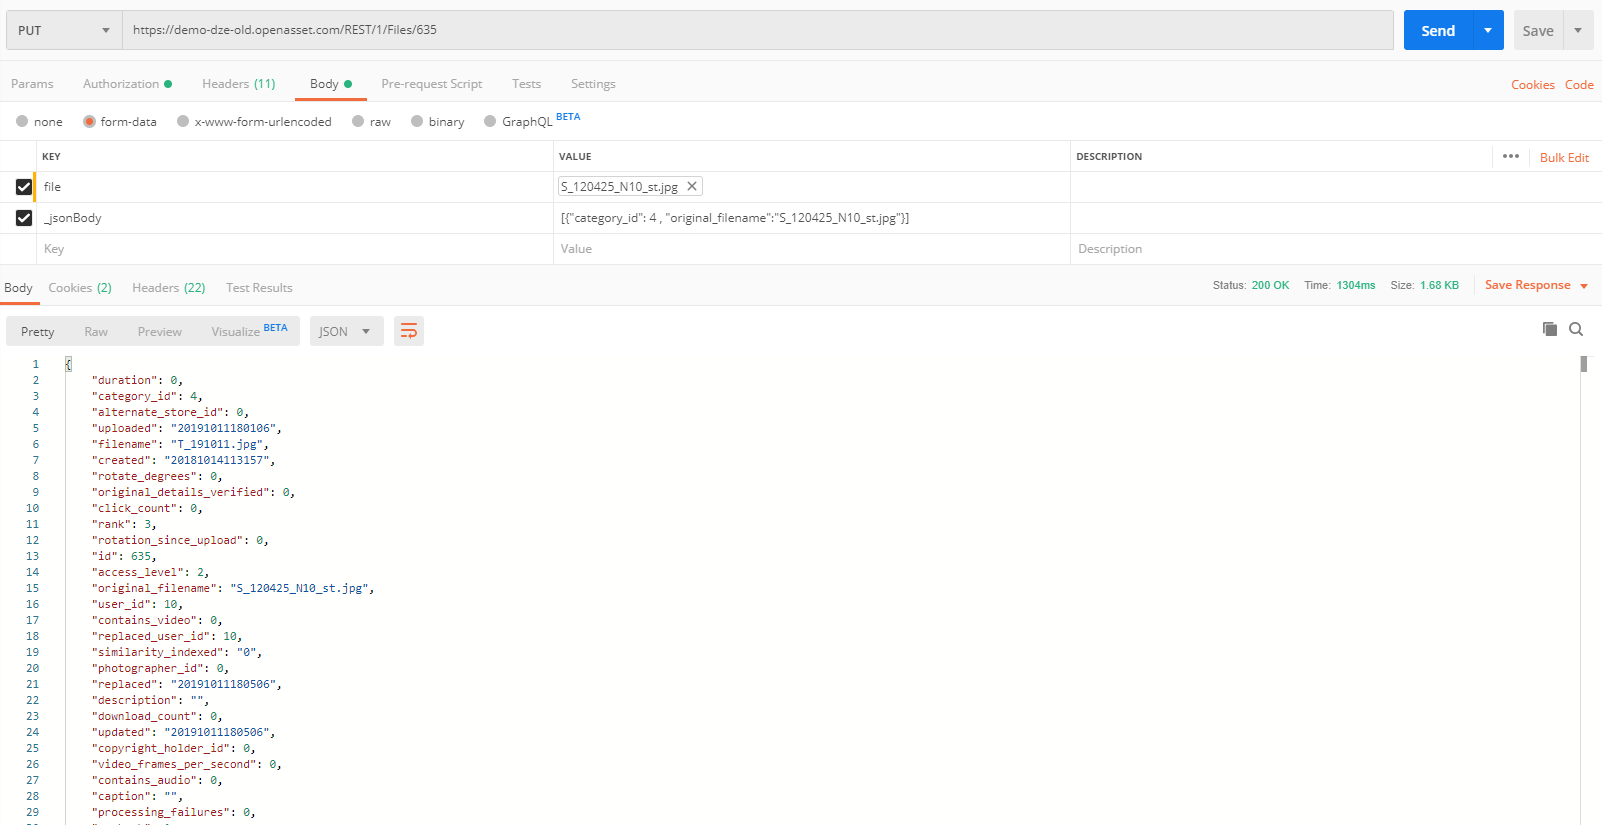 PUT https://demo-dze-old.openasset.com/REST/1/Files/635 Send Save
Params Authorization Headers (11) Body Pre-request Script Tests Settings Cookies Code
none form-data x-www-form-urlencoded raw binary GraphQL BETA
KEY VALUE DESCRIPTION ••• Bulk Edit
file S_120425_N10_st.jpg ✕
_jsonBody [{"category_id": 4 , "original_filename":"S_120425_N10_st.jpg"}]
Key Value Description
Body Cookies (2) Headers (22) Test Results Status: 200 OK Time: 1304ms Size: 1.68 KB Save Response
Pretty Raw Preview Visualize BETA JSON
1 {
2 "duration": 0,
3 "category_id": 4,
4 "alternate_store_id": 0,
5 "uploaded": "20191011180106",
6 "filename": "T_191011.jpg",
7 "created": "20181014113157",
8 "rotate_degrees": 0,
9 "original_details_verified": 0,
10 "click_count": 0,
11 "rank": 3,
12 "rotation_since_upload": 0,
13 "id": 635,
14 "access_level": 2,
15 "original_filename": "S_120425_N10_st.jpg",
16 "user_id": 10,
17 "contains_video": 0,
18 "replaced_user_id": 10,
19 "similarity_indexed": "0",
20 "photographer_id": 0,
21 "replaced": "20191011180506",
22 "description": "",
23 "download_count": 0,
24 "updated": "20191011180506",
25 "copyright_holder_id": 0,
26 "video_frames_per_second": 0,
27 "contains_audio": 0,
28 "caption": "",
29 "processing_failures": 0,